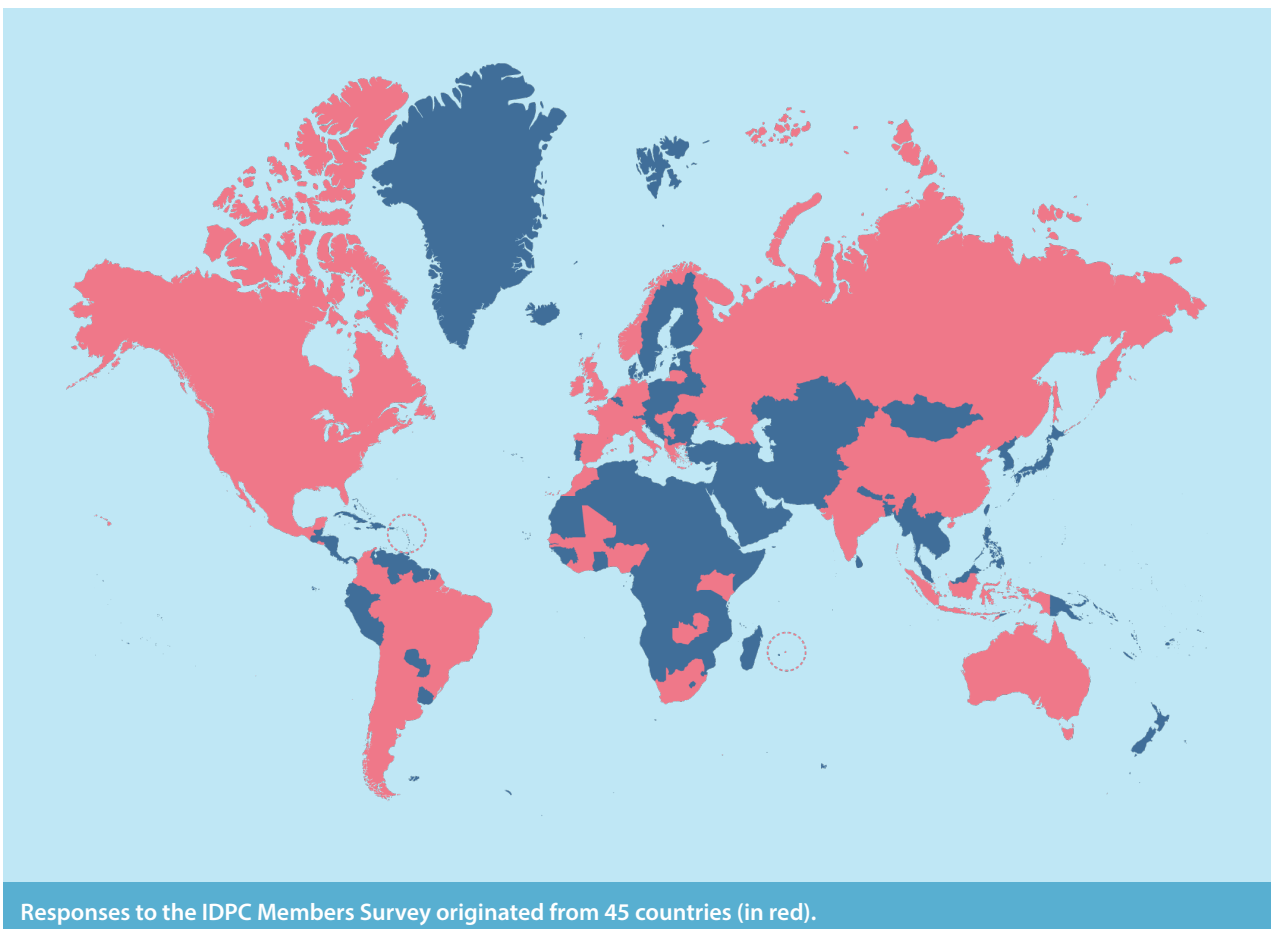 Responses to the IDPC Members Survey originated from 45 countries (in red).